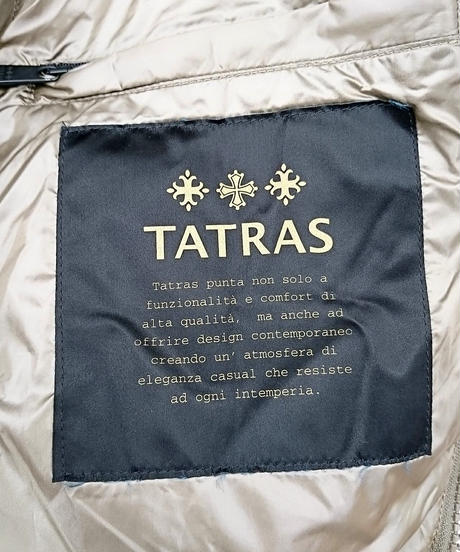 TATRAS
Tatras punta non solo a
funzionalità e comfort di
alta qualità, ma anche ad
offrire design contemporaneo
creando un' atmosfera di
eleganza casual che resiste
ad ogni intemperia.